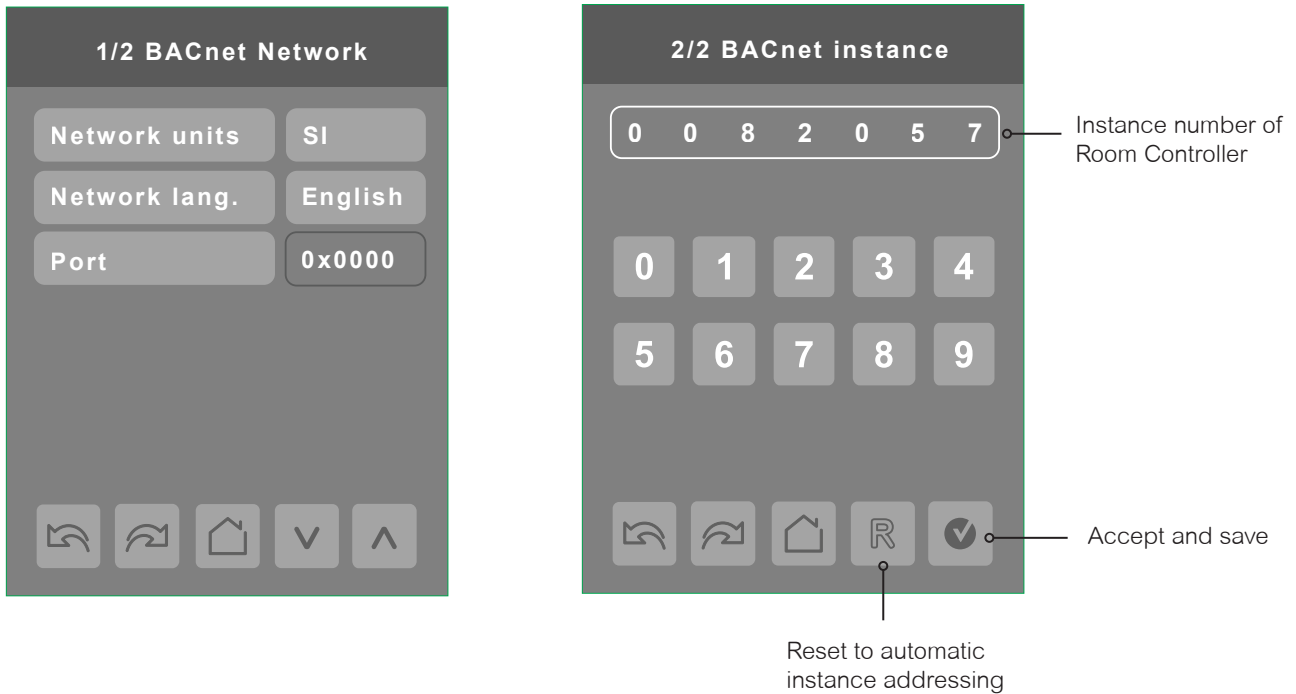 1/2 BACnet Network
Network units SI
Network lang. English
Port 0x0000
2/2 BACnet instance
0 0 8 2 0 5 7
Instance number of
Room Controller
0 1 2 3 4
5 6 7 8 9
R
Accept and save
Reset to automatic
instance addressing